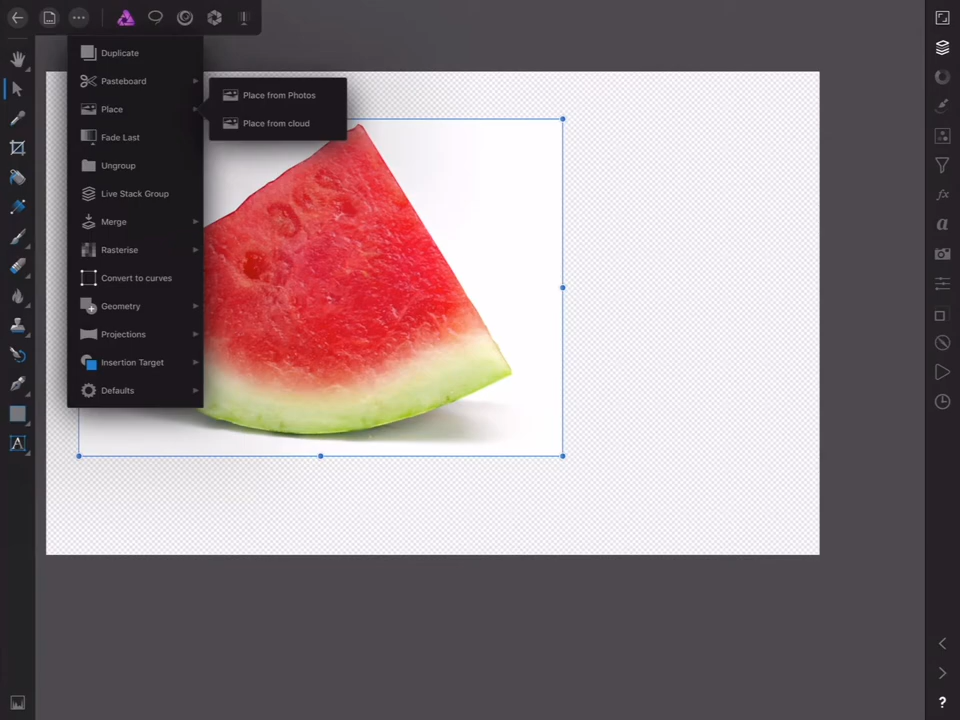 Duplicate
Pasteboard
Place
Fade Last
Ungroup
Live Stack Group
Merge
Rasterise
Convert to curves
Geometry
Projections
Insertion Target
Defaults
Place from Photos
Place from cloud
A
fx
a
?